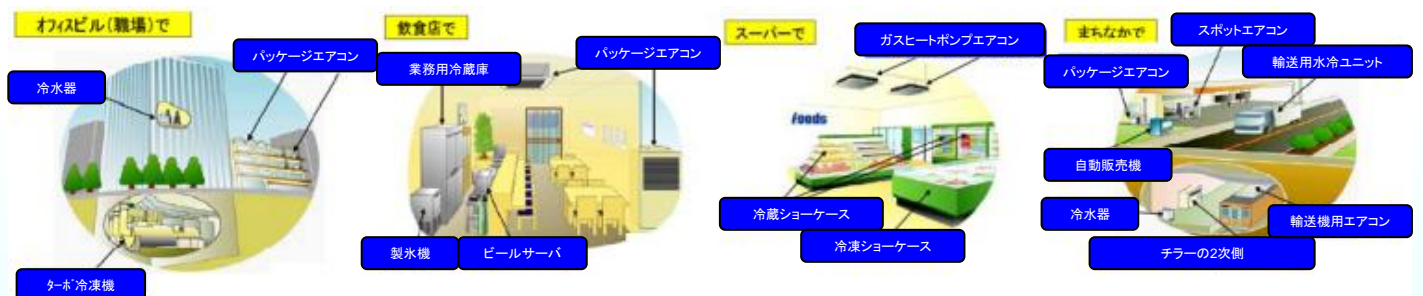 オフィスビル(職場)で
パッケージエアコン
冷水器
ターボ冷凍機
飲食店で
業務用冷蔵庫
パッケージエアコン
製氷機
ビールサーバ
スーパーで
ガスヒートポンプエアコン
foods
冷蔵ショーケース
冷凍ショーケース
まちなかで
スポットエアコン
パッケージエアコン
輸送用水冷ユニット
自動販売機
冷水器
輸送機用エアコン
チラーの2次側